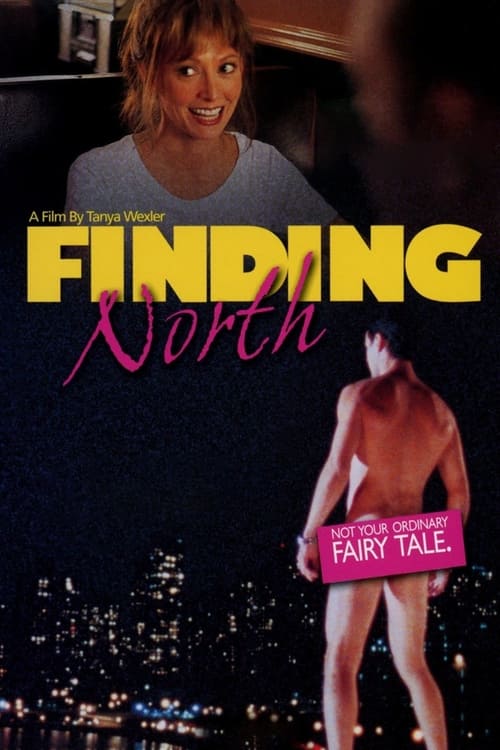 A Film By Tanya Wexler
FINDING
North
NOT YOUR ORDINARY
FAIRY TALE.